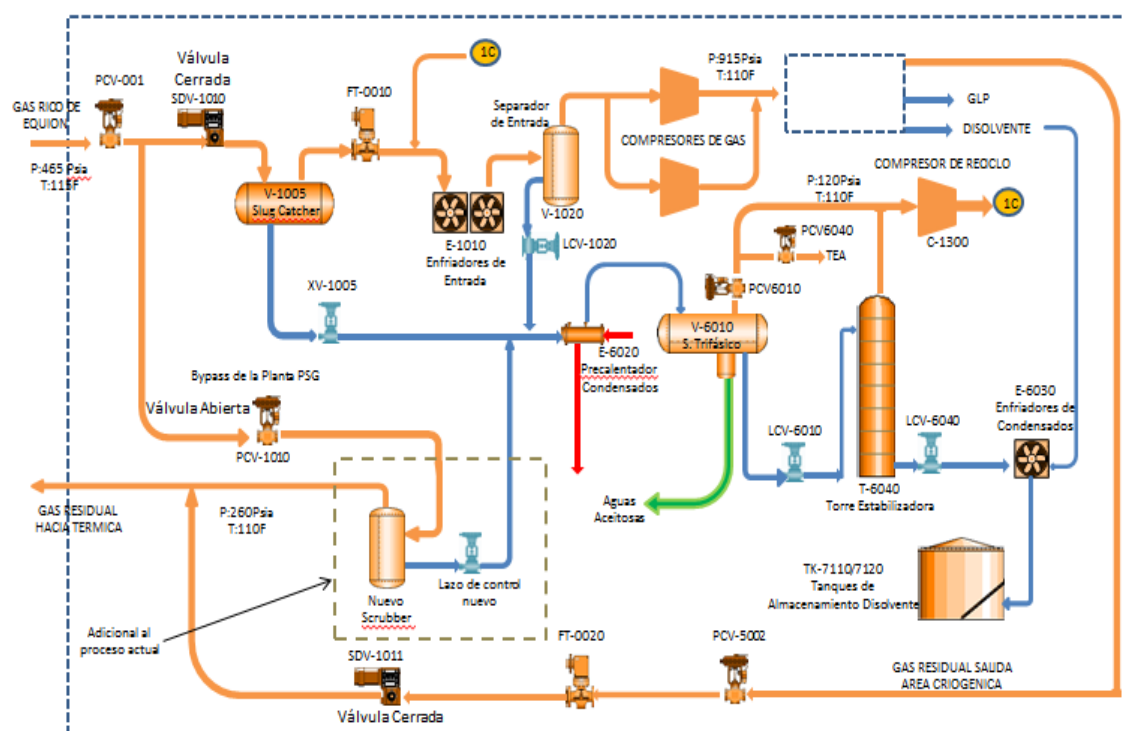 Válvula
Cerrada
SDV-1010
PCV-001
GAS RICO DE
EQUION
P:465 Psia
T:115F
FT-0010
1C
Separador
de Entrada
P:915Psia
T:110F
COMPRESORES DE GAS
GLP
DISOLVENTE
COMPRESOR DE RECICLO
P:120Psia
T:110F
1C
C-1300
V-1005
Slug Catcher
E-1010
Enfriadores de
Entrada
V-1020
LCV-1020
PCV6040
TEA
PCV6010
XV-1005
V-6010
S. Trifásico
E-6020
Precalentador
Condensados
Bypass de la Planta PSG
Válvula Abierta
PCV-1010
E-6030
Enfriadores de
Condensados
LCV-6010
LCV-6040
T-6040
Torre Estabilizadora
Aguas
Aceitosas
GAS RESIDUAL
HACIA TERMICA
P:260Psia
T:110F
Nuevo
Scrubber
Lazo de control
nuevo
TK-7110/7120
Tanques de
Almacenamiento Disolvente
Adicional al
proceso actual
SDV-1011
Válvula Cerrada
FT-0020
PCV-5002
GAS RESIDUAL SALIDA
AREA CRIOGENICA